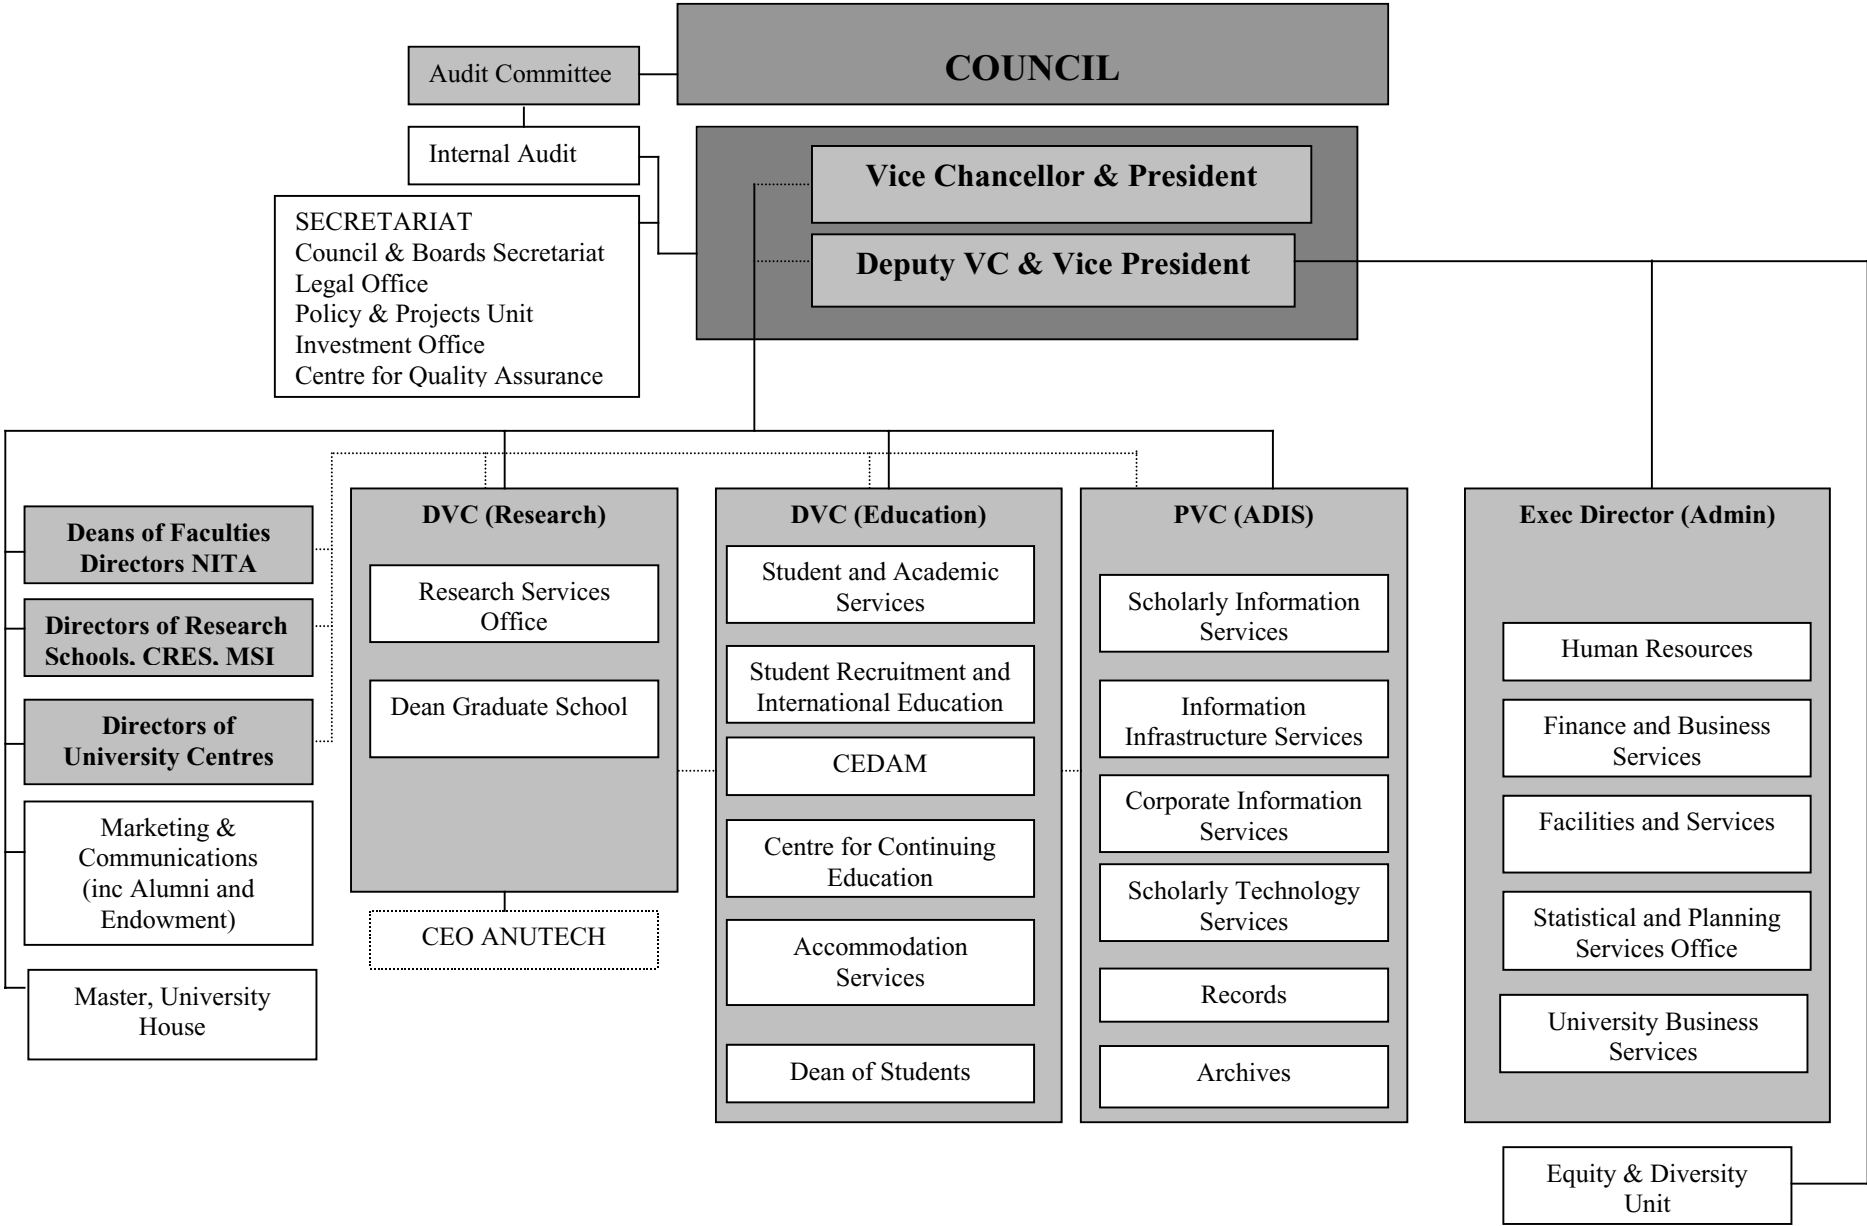 COUNCIL
Audit Committee
Internal Audit
Vice Chancellor & President
Deputy VC & Vice President
SECRETARIAT
Council & Boards Secretariat
Legal Office
Policy & Projects Unit
Investment Office
Centre for Quality Assurance
Deans of Faculties
Directors NITA
Directors of Research
Schools, CRES, MSI
Directors of
University Centres
Marketing &
Communications
(inc Alumni and
Endowment)
Master, University
House
DVC (Research)
Research Services
Office
Dean Graduate School
CEO ANUTECH
DVC (Education)
Student and Academic
Services
Student Recruitment and
International Education
CEDAM
Centre for Continuing
Education
Accommodation
Services
Dean of Students
PVC (ADIS)
Scholarly Information
Services
Information
Infrastructure Services
Corporate Information
Services
Scholarly Technology
Services
Records
Archives
Exec Director (Admin)
Human Resources
Finance and Business
Services
Facilities and Services
Statistical and Planning
Services Office
University Business
Services
Equity & Diversity
Unit